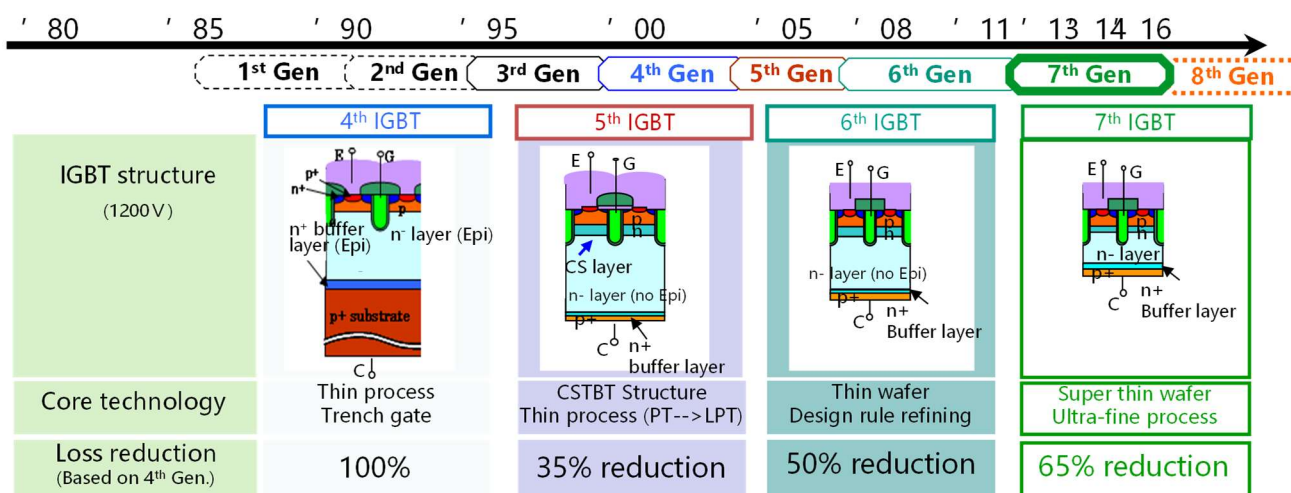 ’ 80 ’ 85 ’ 90 ’ 95 ’ 00 ’ 05 ’ 08 ’ 11 ’ 13 ’ 14 ’ 16
1st Gen 2nd Gen 3rd Gen 4th Gen 5th Gen 6th Gen 7th Gen 8th Gen
4th IGBT 5th IGBT 6th IGBT 7th IGBT
IGBT structure
(1200V)
E G
p+
n+
p
n+ buffer
layer (Epi)
n- layer (Epi)
p+ substrate
C
E G
p
n
CS layer
n- layer (no Epi)
p+
C
n+
buffer layer
E G
p
n
n- layer (no Epi)
p+
C
n+
Buffer layer
E G
p
n
n- layer
p+
C
n+
Buffer layer
Core technology
Thin process
Trench gate
CSTBT Structure
Thin process (PT-->LPT)
Thin wafer
Design rule refining
Super thin wafer
Ultra-fine process
Loss reduction
(Based on 4th Gen.)
100%
35% reduction
50% reduction
65% reduction